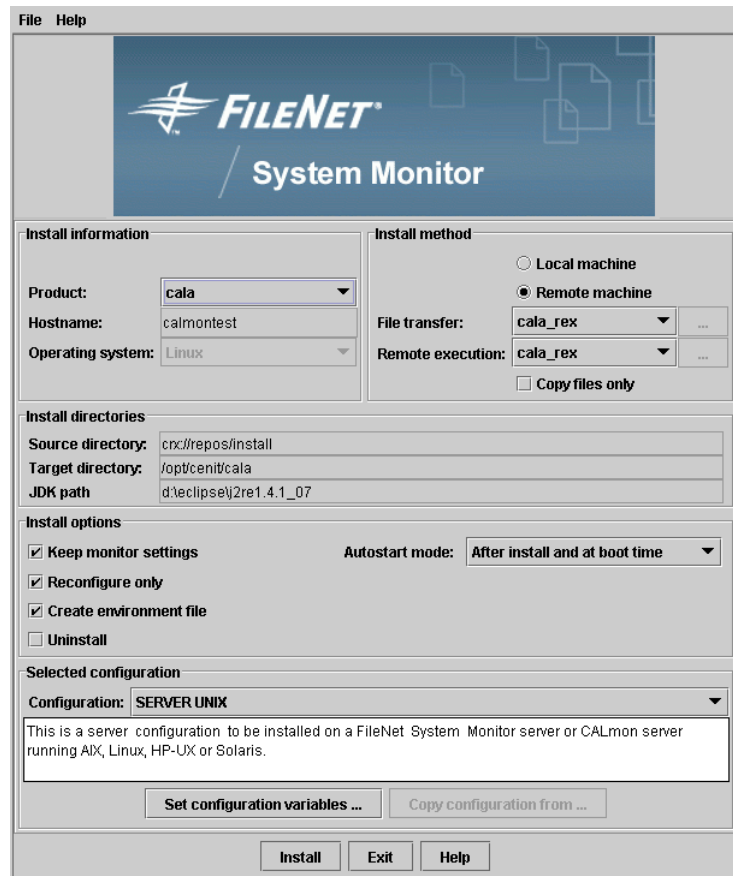 File Help
FILENET
System Monitor
Install information
Product: cala
Hostname: calmontest
Operating system: Linux
Install method
Local machine
Remote machine
File transfer: cala_rex ...
Remote execution: cala_rex ...
Copy files only
Install directories
Source directory: crx://repos/install
Target directory: /opt/cenit/cala
JDK path d:\eclipse\j2re1.4.1_07
Install options
Keep monitor settings
Autostart mode: After install and at boot time
Reconfigure only
Create environment file
Uninstall
Selected configuration
Configuration: SERVER UNIX
This is a server configuration to be installed on a FileNet System Monitor server or CALmon server
running AIX, Linux, HP-UX or Solaris.
Set configuration variables ... Copy configuration from ...
Install Exit Help